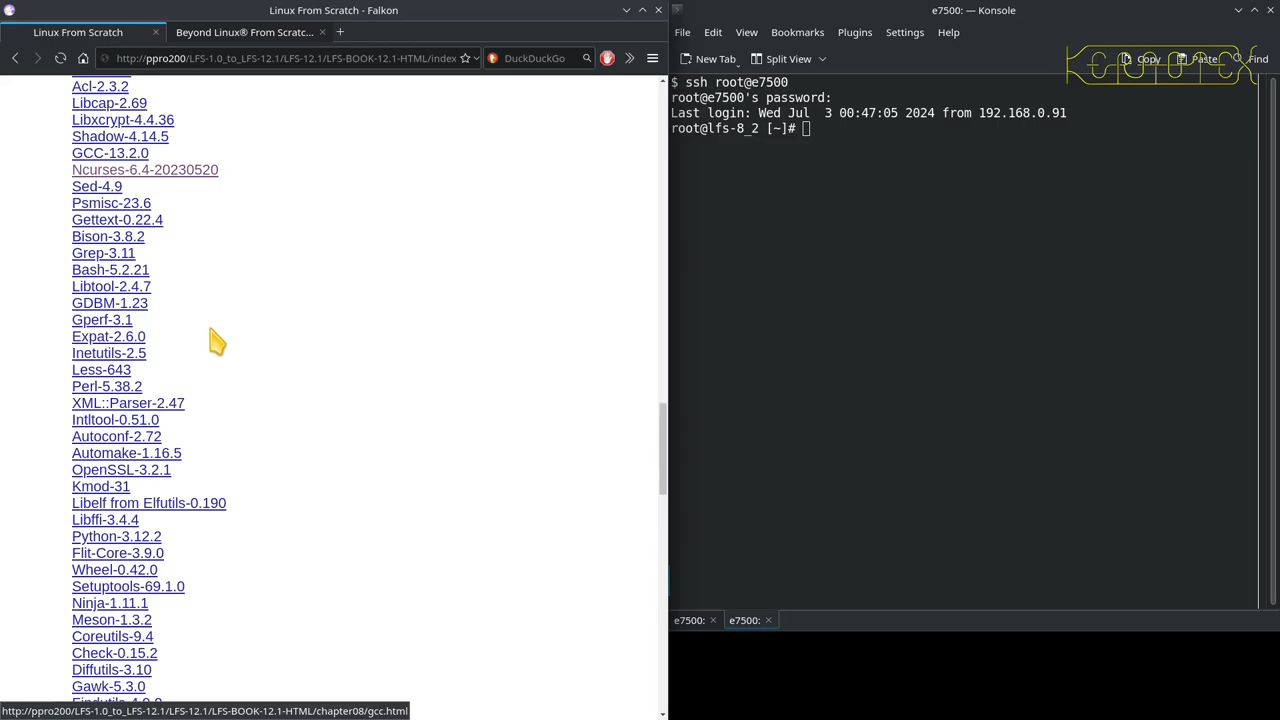 Linux From Scratch - Falkon
Linux From Scratch
Beyond Linux® From Scratc…
http://ppro200/LFS-1.0_to_LFS-12.1/LFS-12.1/LFS-BOOK-12.1-HTML/index
DuckDuckGo
Acl-2.3.2
Libcap-2.69
Libxcrypt-4.4.36
Shadow-4.14.5
GCC-13.2.0
Ncurses-6.4-20230520
Sed-4.9
Psmisc-23.6
Gettext-0.22.4
Bison-3.8.2
Grep-3.11
Bash-5.2.21
Libtool-2.4.7
GDBM-1.23
Gperf-3.1
Expat-2.6.0
Inetutils-2.5
Less-643
Perl-5.38.2
XML::Parser-2.47
Intltool-0.51.0
Autoconf-2.72
Automake-1.16.5
OpenSSL-3.2.1
Kmod-31
Libelf from Elfutils-0.190
Libffi-3.4.4
Python-3.12.2
Flit-Core-3.9.0
Wheel-0.42.0
Setuptools-69.1.0
Ninja-1.11.1
Meson-1.3.2
Coreutils-9.4
Check-0.15.2
Diffutils-3.10
Gawk-5.3.0
http://ppro200/LFS-1.0_to_LFS-12.1/LFS-12.1/LFS-BOOK-12.1-HTML/chapter08/gcc.html
e7500: — Konsole
File Edit View Bookmarks Plugins Settings Help
New Tab Split View Copy Paste Find
$ ssh root@e7500
root@e7500's password:
Last login: Wed Jul  3 00:47:05 2024 from 192.168.0.91
root@lfs-8_2 [~]#
e7500: e7500: